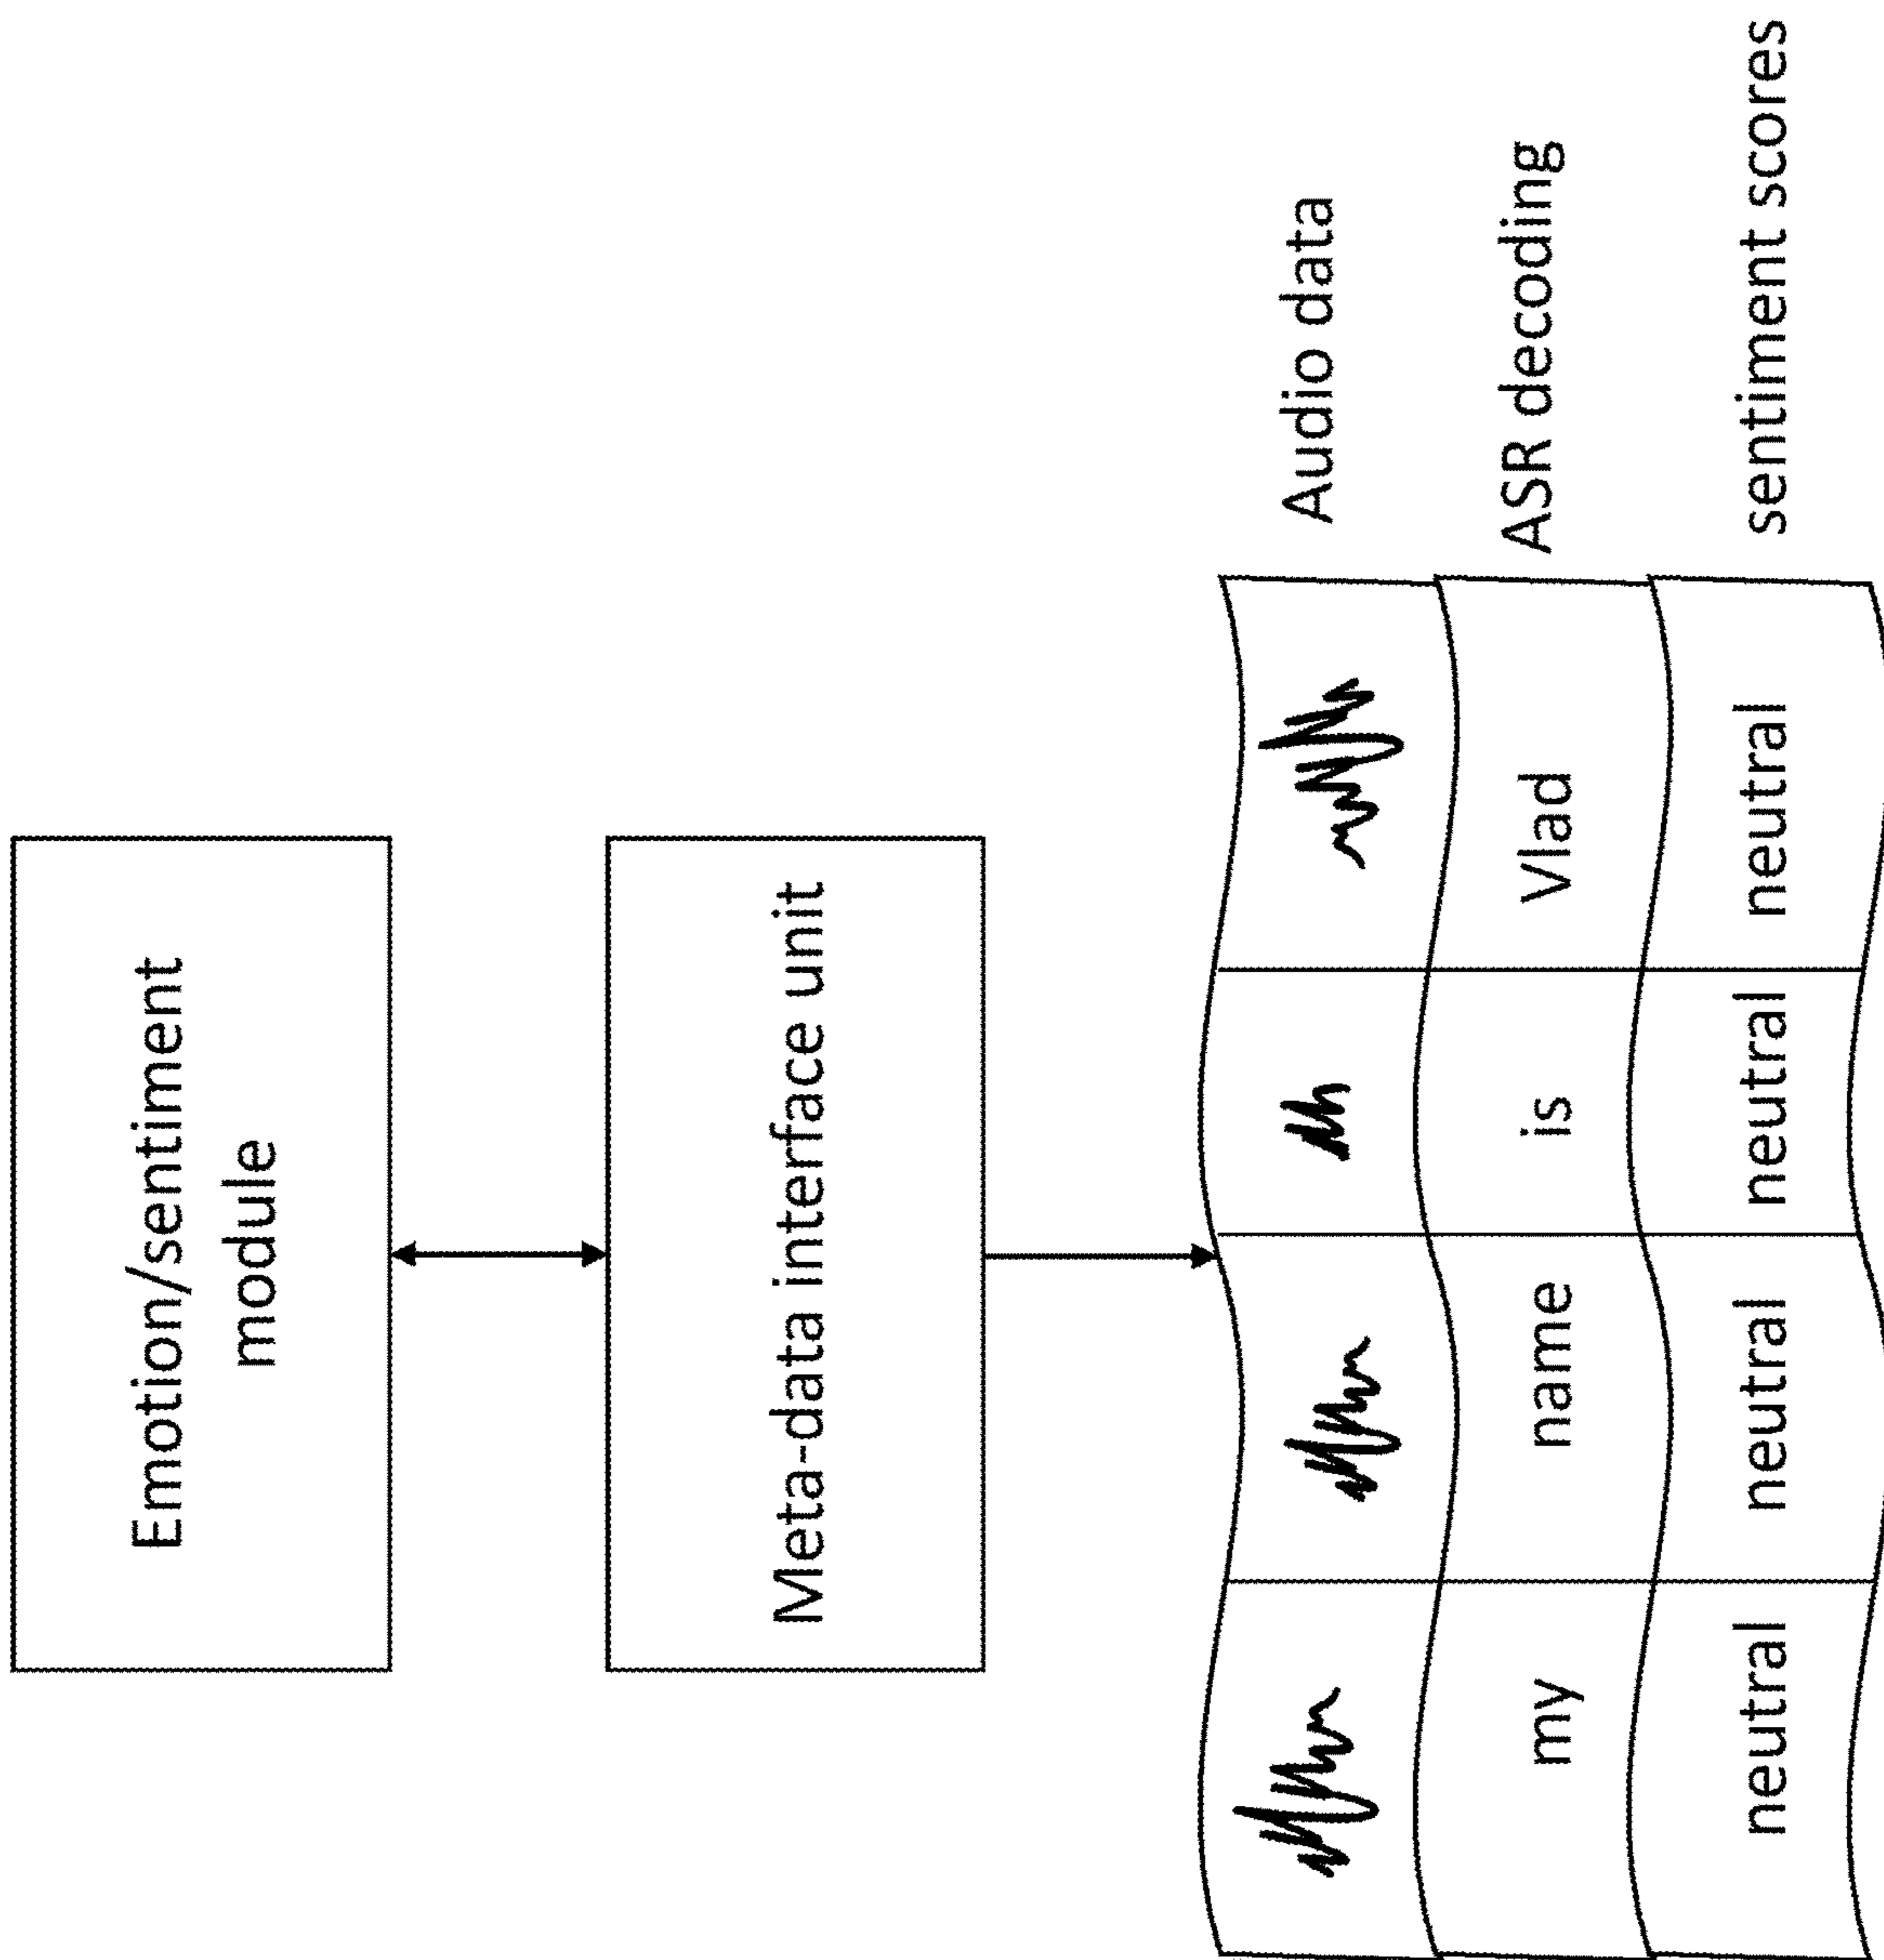 Emotion/sentiment
module
Meta-data interface unit
Audio data
my name is Vlad
ASR decoding
neutral neutral neutral neutral
sentiment scores